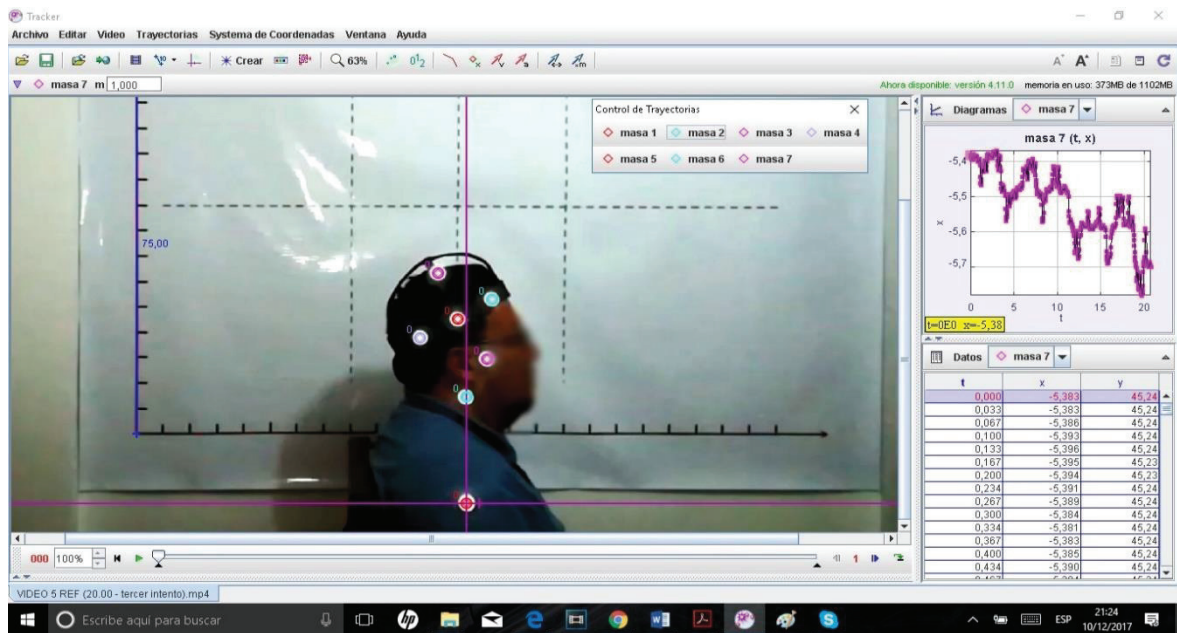 Tracker
Archivo Editar Video Trayectorias Systema de Coordenadas Ventana Ayuda
Crear 63%
masa 7 m 1,000
Ahora disponible: versión 4.11.0 memoria en uso: 373MB de 1102MB
Control de Trayectorias
masa 1 masa 2 masa 3 masa 4
masa 5 masa 6 masa 7
75,00
0
0
0
0
0
Diagramas masa 7
masa 7 (t, x)
-5,4
-5,5
x
-5,6
-5,7
0 5 10 15 20
t
t=0E0 x=-5,38
Datos masa 7
t x y
0,000 -5,383 45,24
0,033 -5,383 45,24
0,067 -5,386 45,24
0,100 -5,393 45,24
0,133 -5,396 45,24
0,167 -5,395 45,23
0,200 -5,394 45,23
0,234 -5,391 45,24
0,267 -5,389 45,24
0,300 -5,384 45,24
0,334 -5,381 45,24
0,367 -5,383 45,24
0,400 -5,385 45,24
0,434 -5,390 45,24
000 100% 1
VIDEO 5 REF (20.00 - tercer intento).mp4
Escribe aquí para buscar
hp
ESP
21:24
10/12/2017